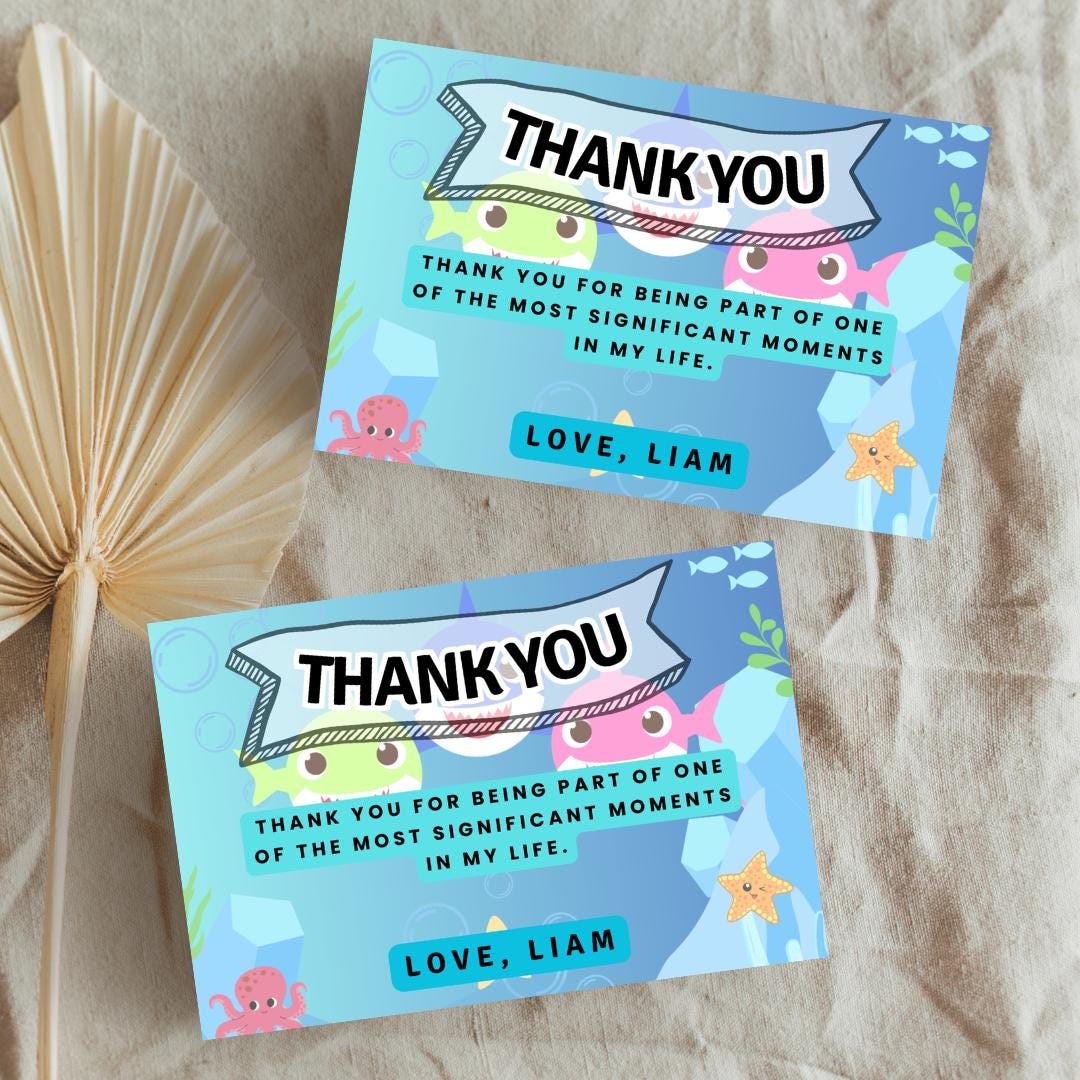 THANK YOU
THANK YOU FOR BEING PART OF ONE
OF THE MOST SIGNIFICANT MOMENTS
IN MY LIFE.
LOVE, LIAM
THANK YOU
THANK YOU FOR BEING PART OF ONE
OF THE MOST SIGNIFICANT MOMENTS
IN MY LIFE.
LOVE, LIAM